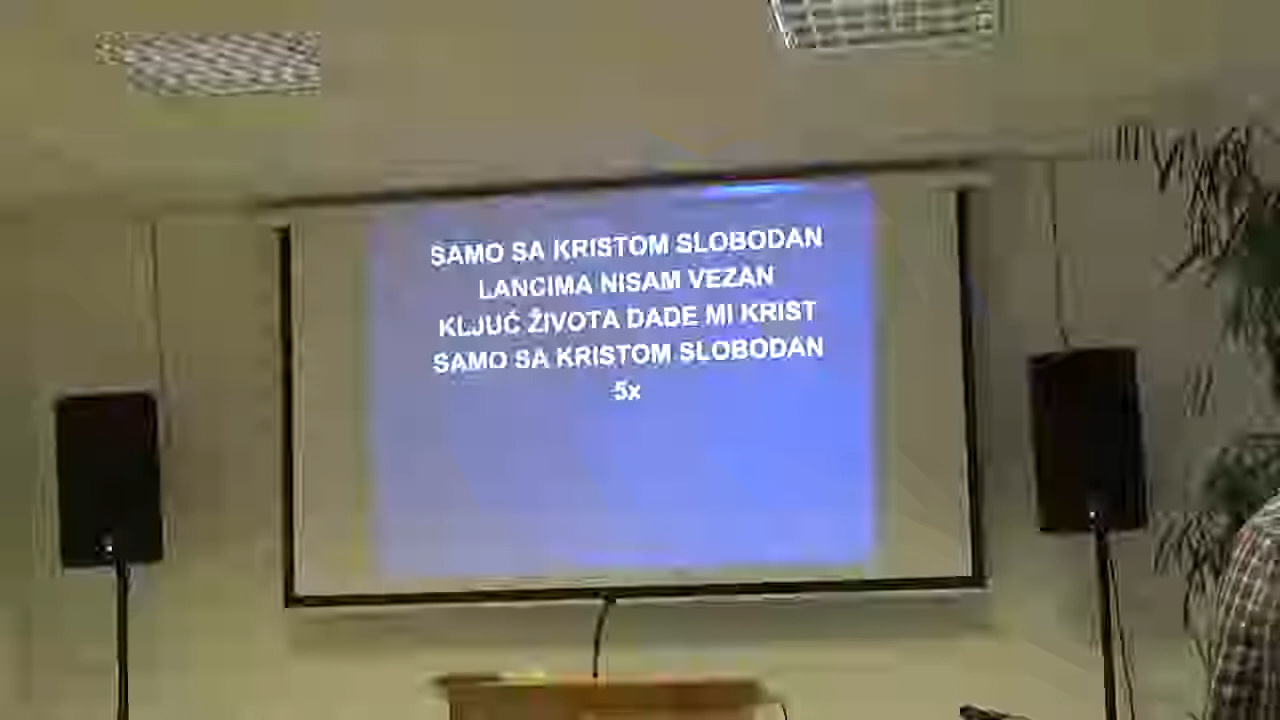 SAMO SA KRISTOM SLOBODAN
LANCIMA NISAM VEZAN
KLJUČ ŽIVOTA DADE MI KRIST
SAMO SA KRISTOM SLOBODAN
5x